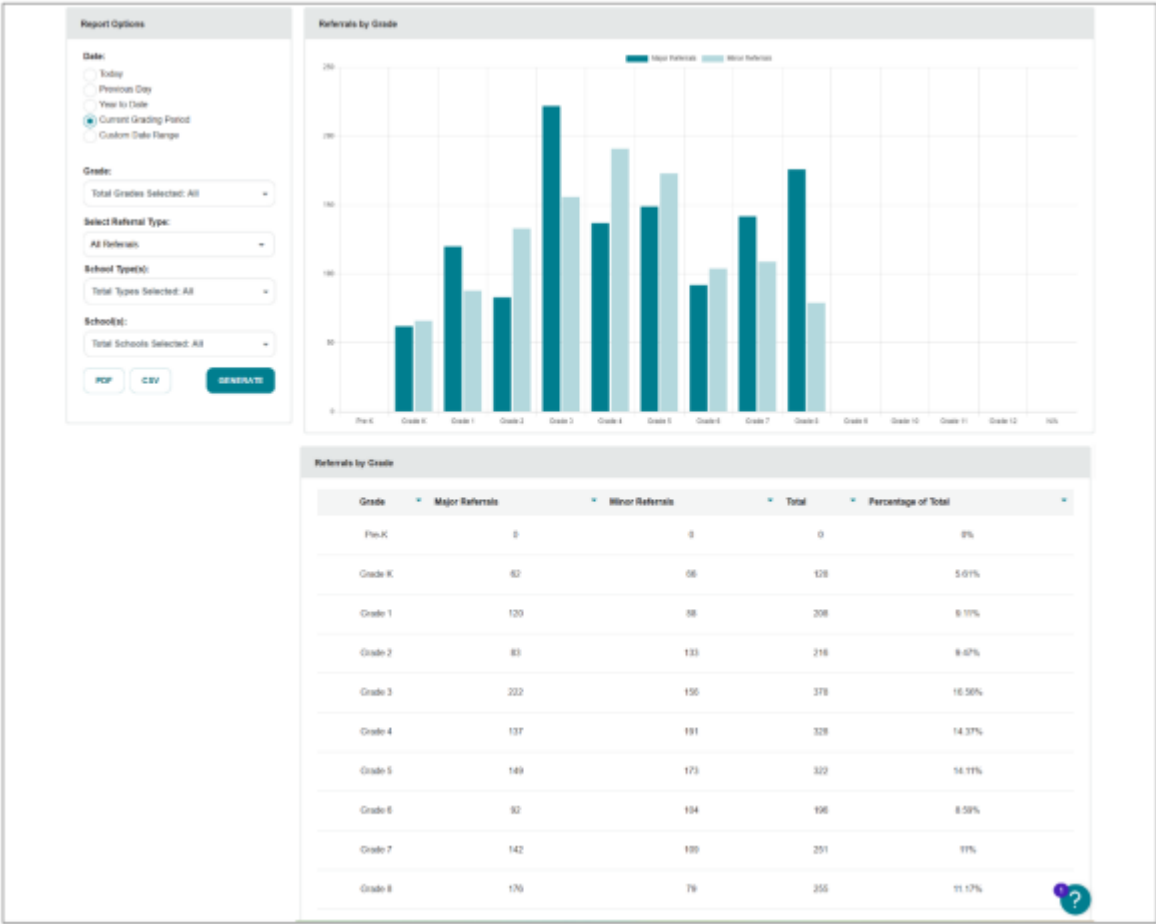 Report Options
Date:
Today
Previous Day
Year to Date
Current Grading Period
Custom Date Range
Grade:
Total Grades Selected: All
Select Referral Type:
All Referrals
School Type(s):
Total Types Selected: All
School(s):
Total Schools Selected: All
PDF CSV GENERATE
Referrals by Grade
Major Referrals Minor Referrals
250
200
150
100
50
0
Pre-K Grade K Grade 1 Grade 2 Grade 3 Grade 4 Grade 5 Grade 6 Grade 7 Grade 8 Grade 9 Grade 10 Grade 11 Grade 12 N/A
Referrals by Grade
Grade Major Referrals Minor Referrals Total Percentage of Total
Pre-K 0 0 0 0%
Grade K 62 66 128 5.61%
Grade 1 120 88 208 9.11%
Grade 2 83 133 216 9.47%
Grade 3 222 156 378 16.56%
Grade 4 137 191 328 14.37%
Grade 5 149 173 322 14.11%
Grade 6 92 104 196 8.59%
Grade 7 142 109 251 11%
Grade 8 176 79 255 11.17%
1
?